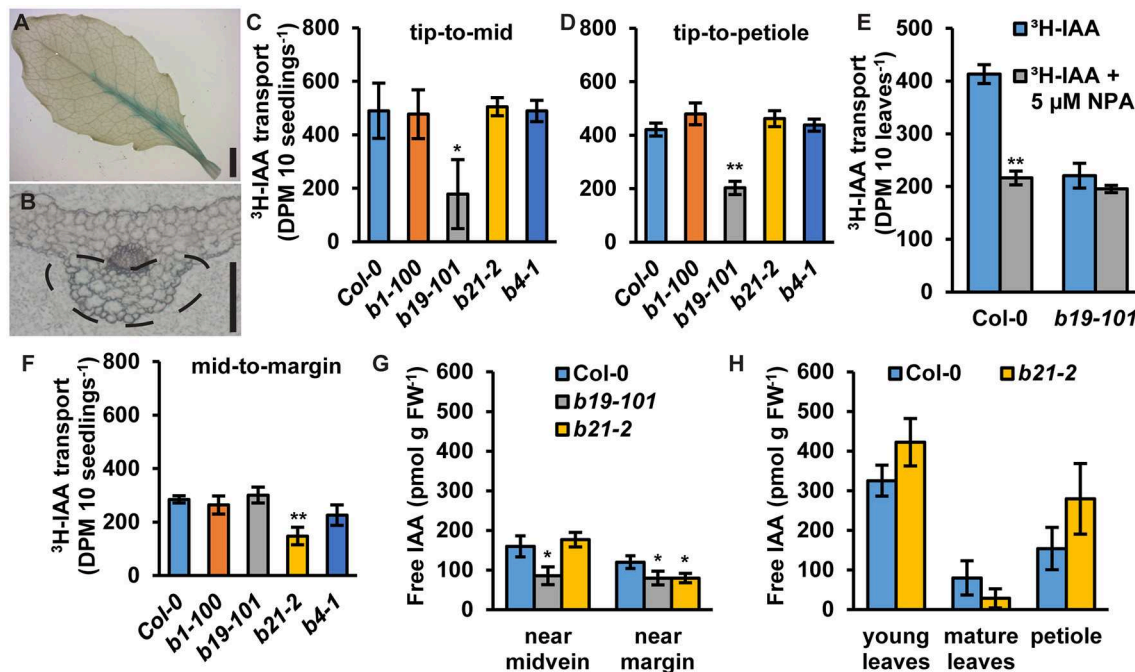 A
B
C
tip-to-mid
³H-IAA transport
(DPM 10 seedlings⁻¹)
800
600
400
200
0
*
Col-0
b1-100
b19-101
b21-2
b4-1
D
tip-to-petiole
800
600
400
200
0
**
Col-0
b1-100
b19-101
b21-2
b4-1
E
³H-IAA transport
(DPM 10 leaves⁻¹)
500
400
300
200
100
0
³H-IAA
³H-IAA +
5 µM NPA
**
Col-0
b19-101
F
mid-to-margin
³H-IAA transport
(DPM 10 seedlings⁻¹)
800
600
400
200
0
**
Col-0
b1-100
b19-101
b21-2
b4-1
G
Free IAA (pmol g FW⁻¹)
600
500
400
300
200
100
0
Col-0
b19-101
b21-2
*
* *
near
midvein
near
margin
H
Free IAA (pmol g FW⁻¹)
600
500
400
300
200
100
0
Col-0
b21-2
young
leaves
mature
leaves
petiole